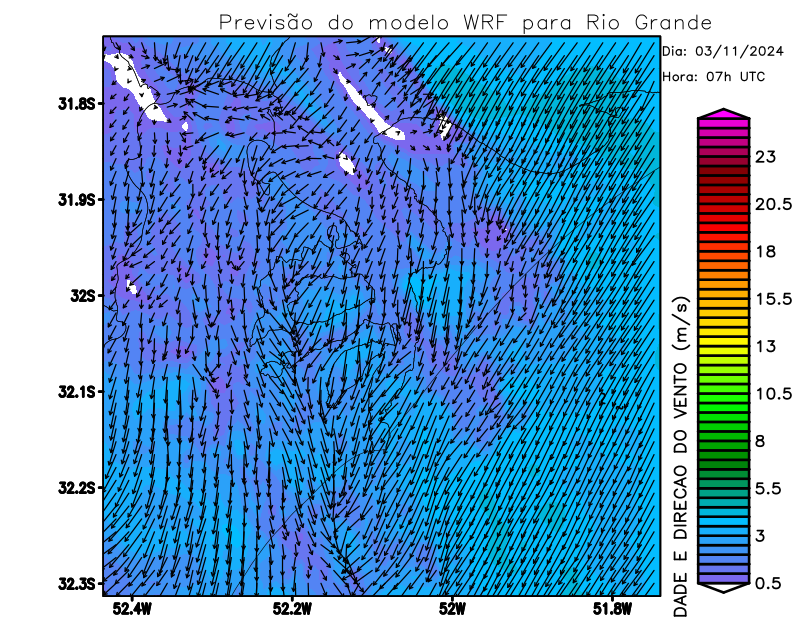 Previsão do modelo WRF para Rio Grande
Dia: 03/11/2024
Hora: 07h UTC
31.8S
31.9S
32S
32.1S
32.2S
32.3S
52.4W
52.2W
52W
51.8W
23
20.5
18
15.5
13
10.5
8
5.5
3
0.5
DADE E DIRECAO DO VENTO (m/s)